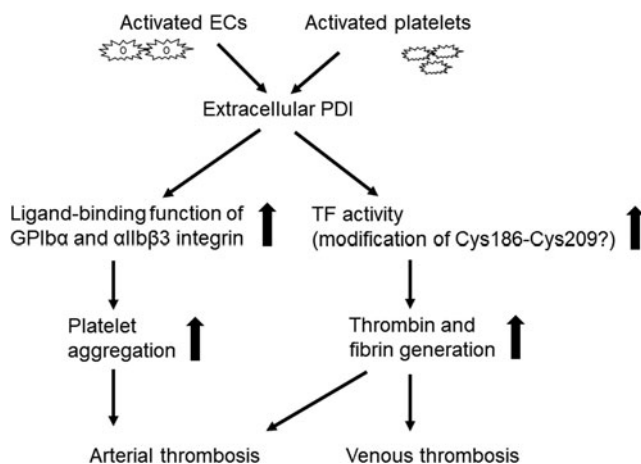 Activated ECs
Activated platelets
Extracellular PDI
Ligand-binding function of
GPIbα and αIIbβ3 integrin
TF activity
(modification of Cys186-Cys209?)
Platelet
aggregation
Thrombin and
fibrin generation
Arterial thrombosis
Venous thrombosis